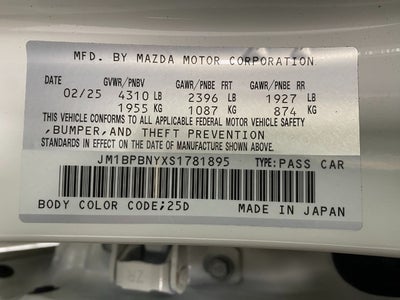 MFD. BY MAZDA MOTOR CORPORATION
DATE GVWR/PNBV GAWR/PNBE FRT GAWR/PNBE RR
02/25 4310 LB 2396 LB 1927 LB
1955 KG 1087 KG 874 KG
THIS VEHICLE CONFORMS TO ALL APPLICABLE FEDERAL MOTOR VEHICLE SAFETY
,BUMPER,AND THEFT PREVENTION
STANDARDS IN EFFECT ON THE DATE OF MANUFACTURE SHOWN ABOVE.
JM1BPBNYXS1781895 TYPE:PASS CAR
BODY COLOR CODE;25D MADE IN JAPAN